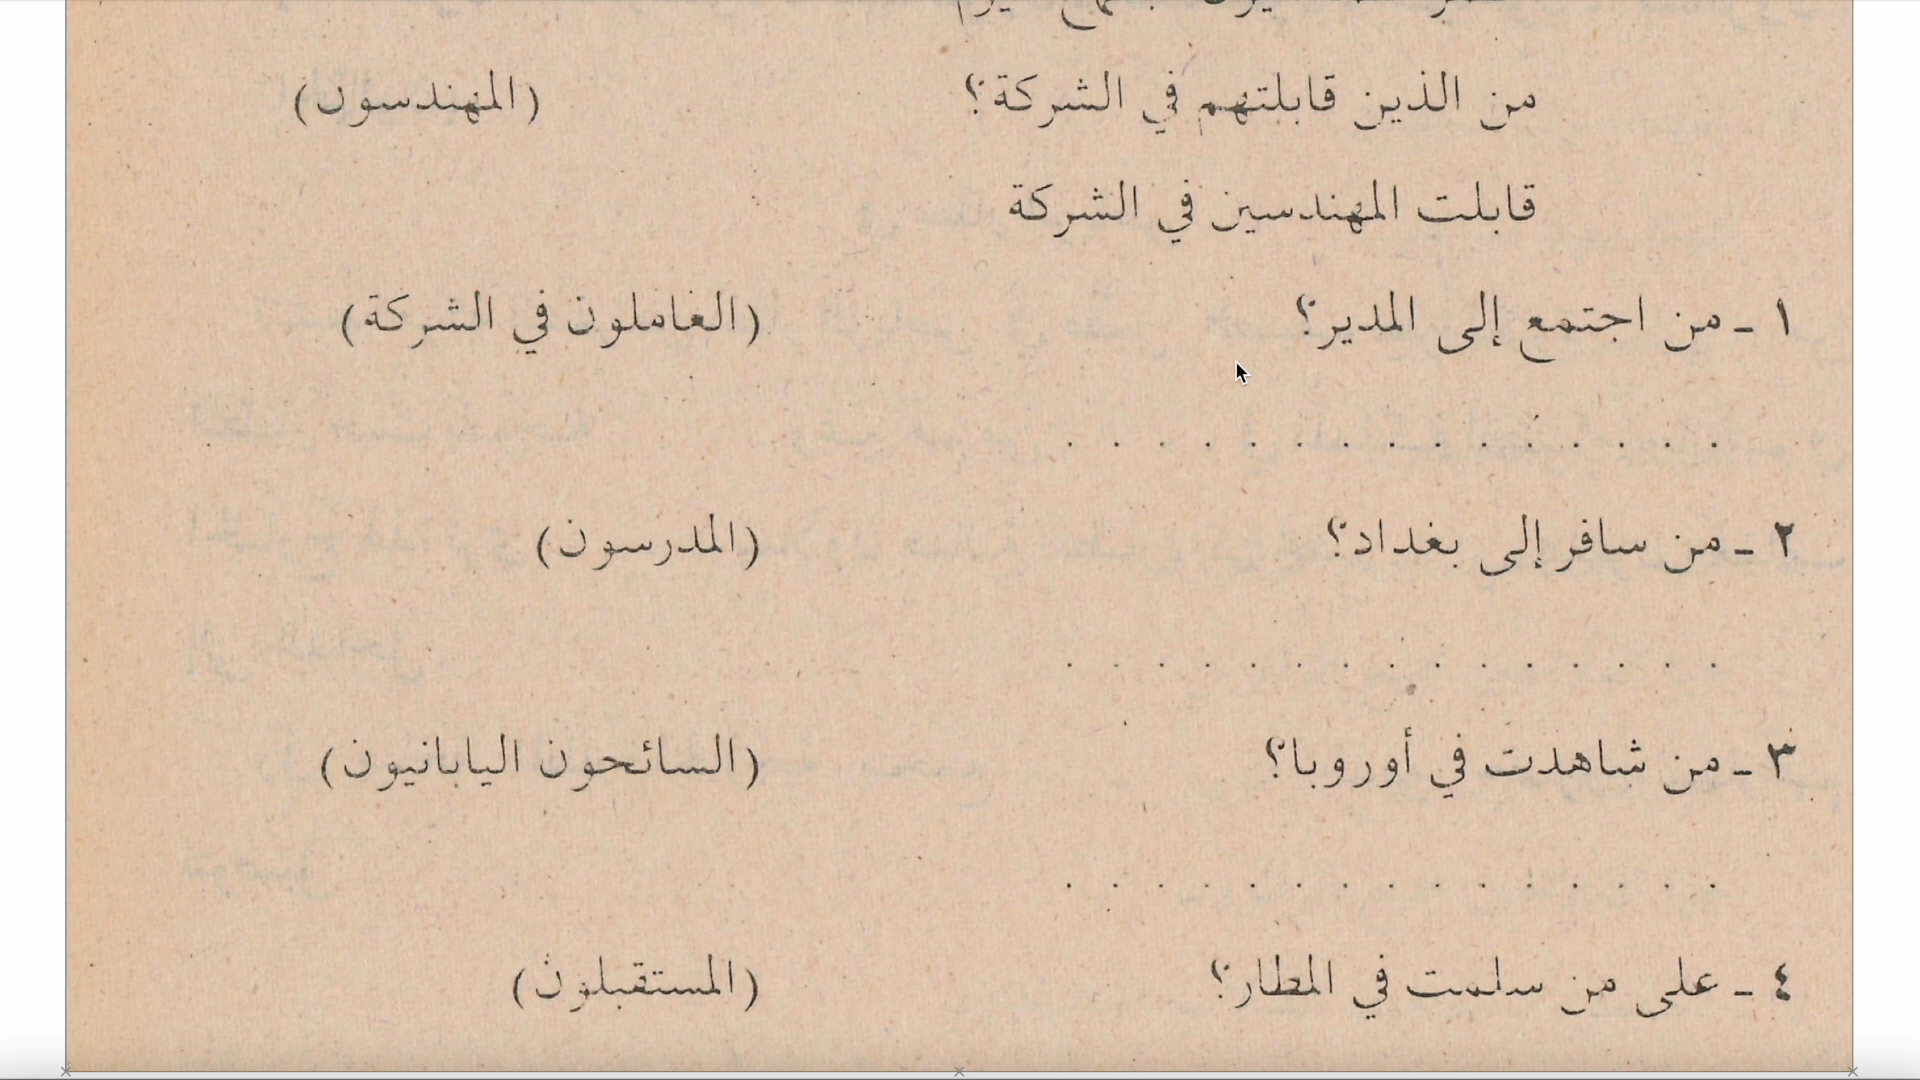 من الذين قابلتهم في الشركة؟ (المهندسون)
قابلت المهندسين في الشركة
١ ـ من اجتمع إلى المدير؟ (العاملون في الشركة)
. . . . . . . . . . . . . . .
٢ ـ من سافر إلى بغداد؟ (المدرسون)
. . . . . . . . . . . . . . .
٣ ـ من شاهدت في أوروبا؟ (السائحون اليابانيون)
. . . . . . . . . . . . . . .
٤ ـ على من سلمت في المطار؟ (المستقبلون)